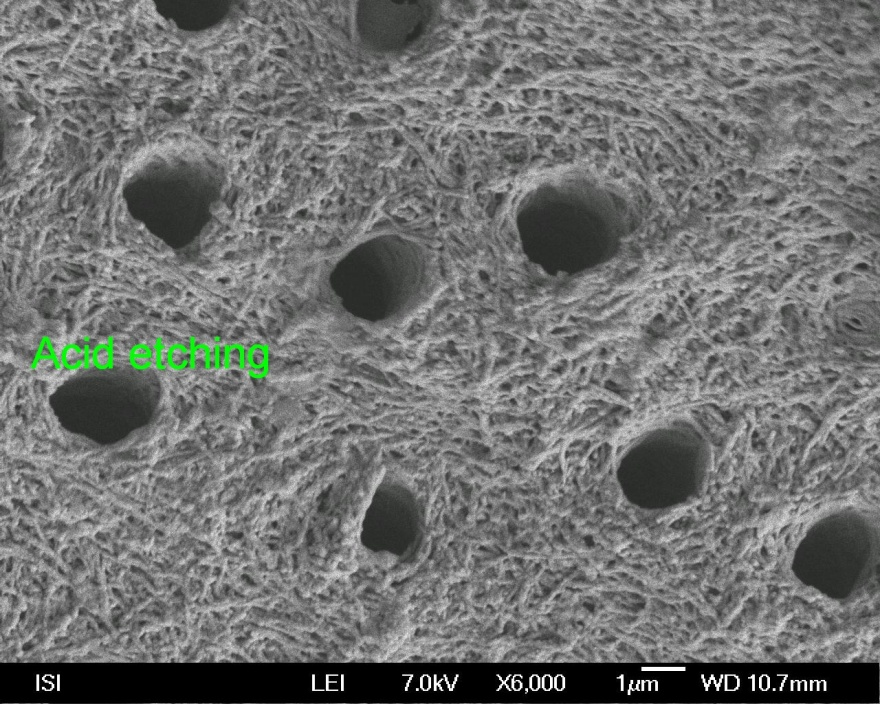 Acid etching
ISI LEI 7.0kV X6,000 1µm WD 10.7mm